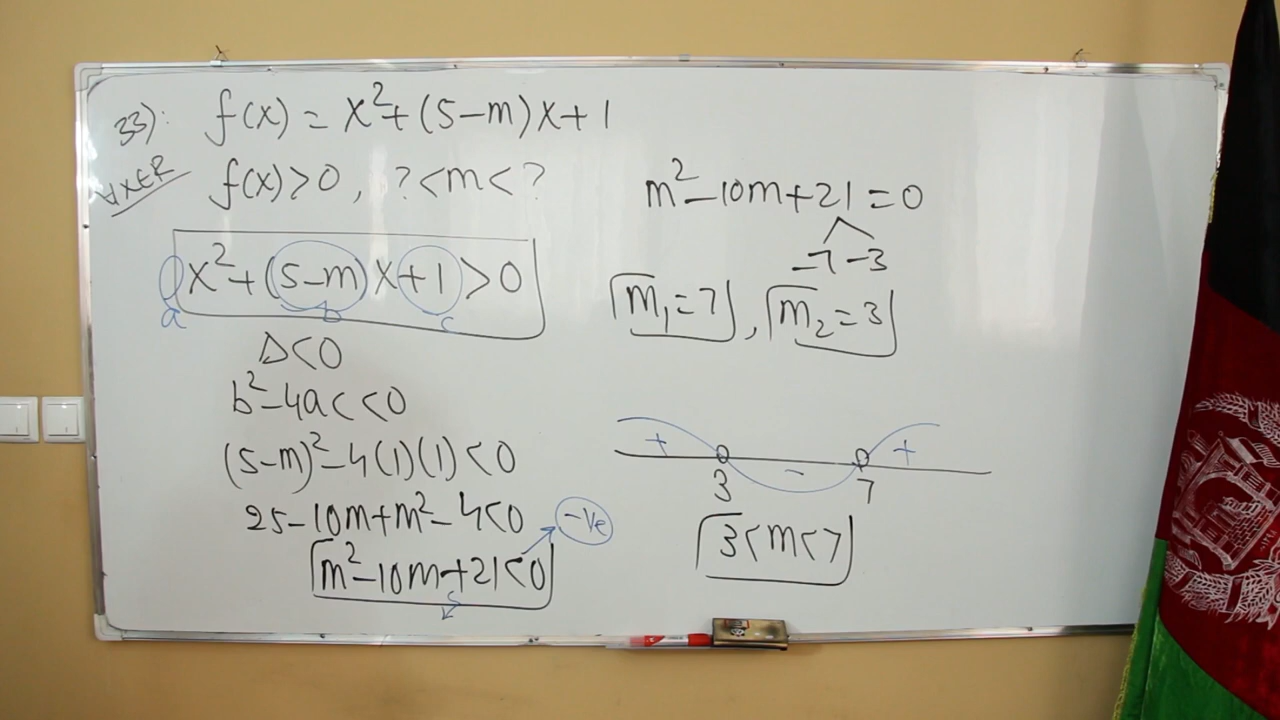 33): f(x) = x²+(5-m)x+1
∀x∈R f(x)>0, ?<m<?
x²+(5-m)x+1>0
a b c
Δ<0
b²-4ac<0
(5-m)²-4(1)(1)<0
25-10m+m²-4<0
-ve
m²-10m+21<0
s
m²-10m+21=0
-7 -3
m₁=7, m₂=3
+ - +
3 7
3<m<7